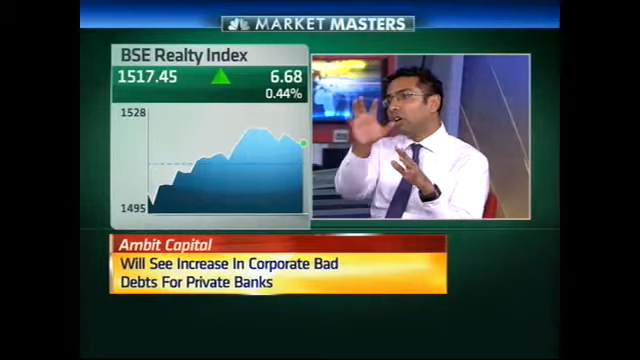 MARKET MASTERS
BSE Realty Index
1517.45 6.68
0.44%
1528
1495
Ambit Capital
Will See Increase In Corporate Bad
Debts For Private Banks